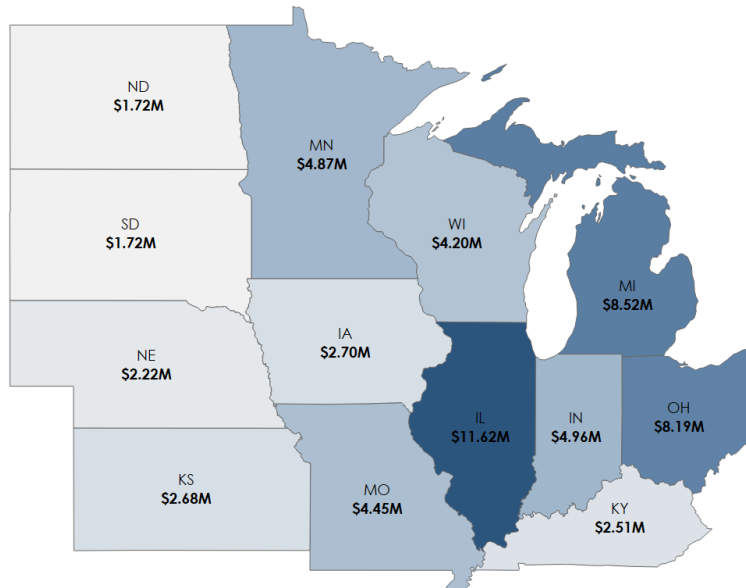 ND
$1.72M
MN
$4.87M
SD
$1.72M
WI
$4.20M
MI
$8.52M
NE
$2.22M
IA
$2.70M
IL
$11.62M
IN
$4.96M
OH
$8.19M
KS
$2.68M
MO
$4.45M
KY
$2.51M